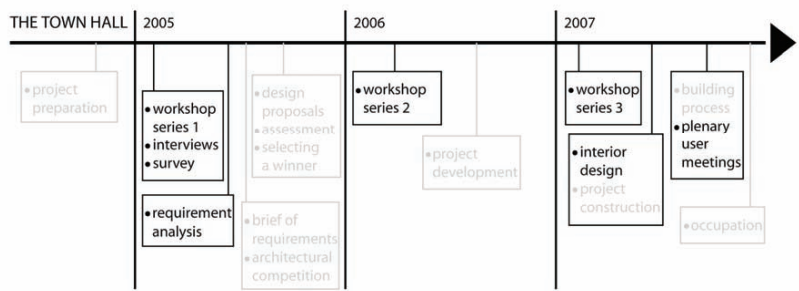 THE TOWN HALL
2005
2006
2007
• project
preparation
• workshop
series 1
• interviews
• survey
• requirement
analysis
• design
proposals
• assessment
• selecting
a winner
• brief of
requirements
• architectural
competition
• workshop
series 2
• project
development
• workshop
series 3
• interior
design
• project
construction
• building
process
• plenary
user
meetings
• occupation